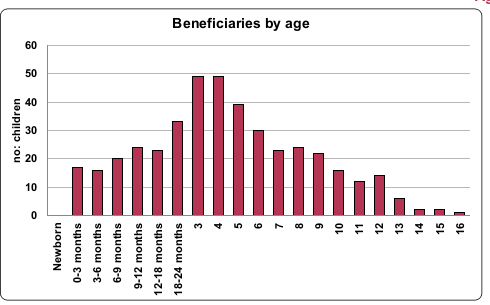 Beneficiaries by age
60
50
40
30
20
10
0
no: children
Newborn
0-3 months
3-6 months
6-9 months
9-12 months
12-18 months
18-24 months
3
4
5
6
7
8
9
10
11
12
13
14
15
16